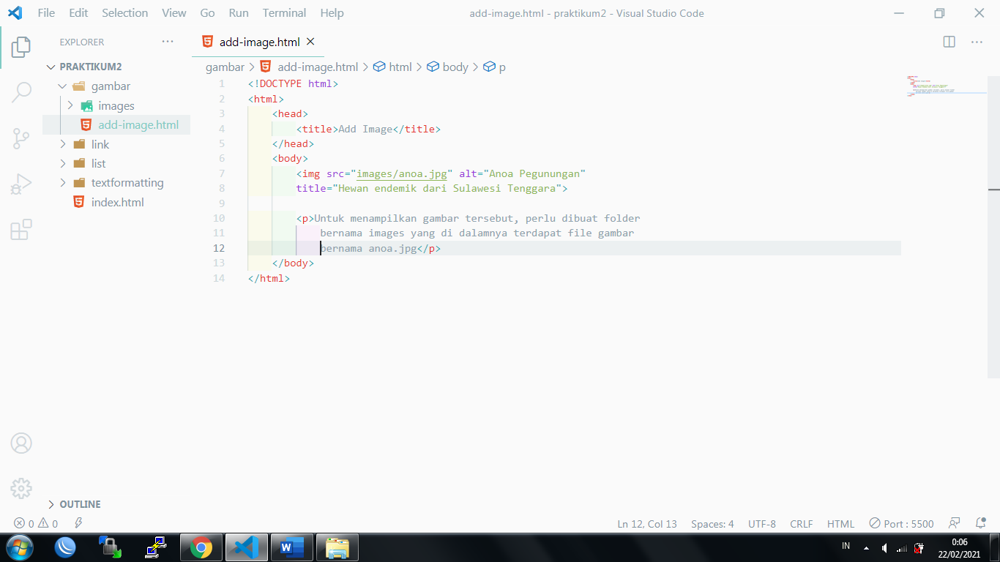 File Edit Selection View Go Run Terminal Help
add-image.html - praktikum2 - Visual Studio Code
EXPLORER
PRAKTIKUM2
gambar
images
add-image.html
link
list
textformatting
index.html
OUTLINE
add-image.html
gambar > add-image.html > html > body > p
1 <!DOCTYPE html>
2 <html>
3 <head>
4 <title>Add Image</title>
5 </head>
6 <body>
7 <img src="images/anoa.jpg" alt="Anoa Pegunungan"
8 title="Hewan endemik dari Sulawesi Tenggara">
9
10 <p>Untuk menampilkan gambar tersebut, perlu dibuat folder
11 bernama images yang di dalamnya terdapat file gambar
12 bernama anoa.jpg</p>
13 </body>
14 </html>
0 0
Ln 12, Col 13 Spaces: 4 UTF-8 CRLF HTML Port : 5500
IN
0:06
22/02/2021